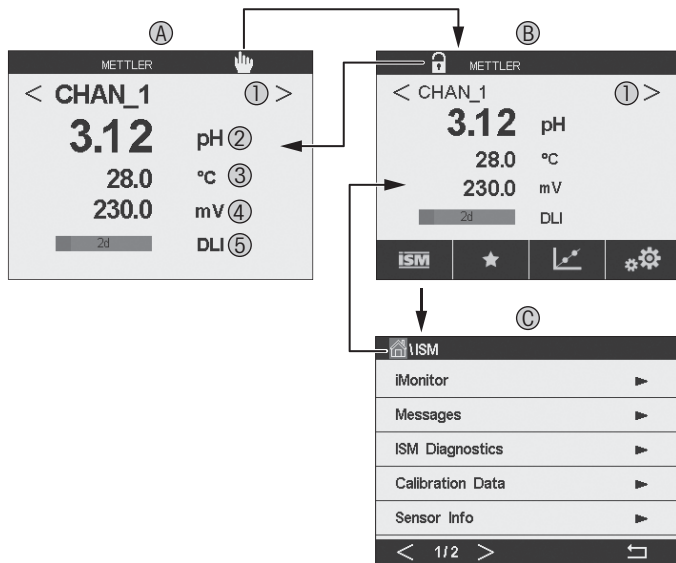 A
METTLER
< CHAN_1 1 >
3.12 pH 2
28.0 °C 3
230.0 mV 4
2d DLI 5
B
METTLER
< CHAN_1 1 >
3.12 pH
28.0 °C
230.0 mV
2d DLI
ISM
C
\ISM
iMonitor
Messages
ISM Diagnostics
Calibration Data
Sensor Info
< 1/2 >